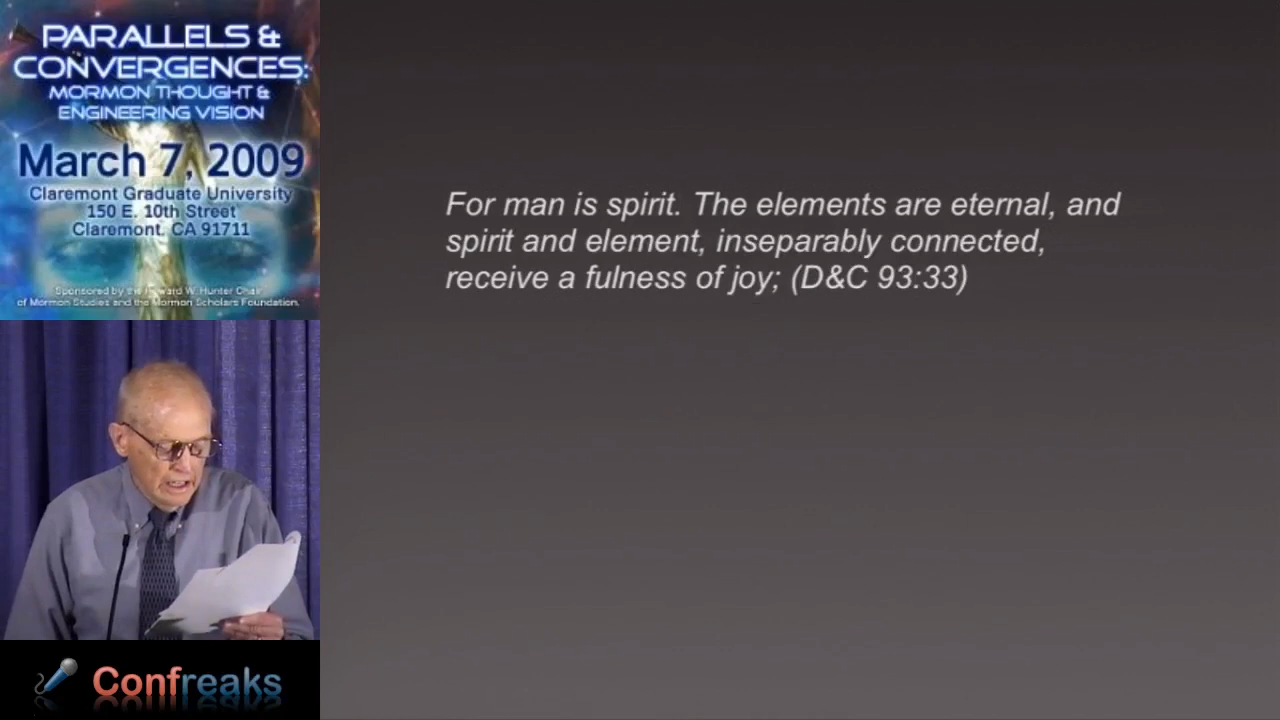 PARALLELS &
CONVERGENCES:
MORMON THOUGHT &
ENGINEERING VISION
March 7, 2009
Claremont Graduate University
150 E. 10th Street
Claremont, CA 91711
Sponsored by the Howard W. Hunter Chair
of Mormon Studies and the Mormon Scholars Foundation.
Confreaks
For man is spirit. The elements are eternal, and
spirit and element, inseparably connected,
receive a fulness of joy; (D&C 93:33)